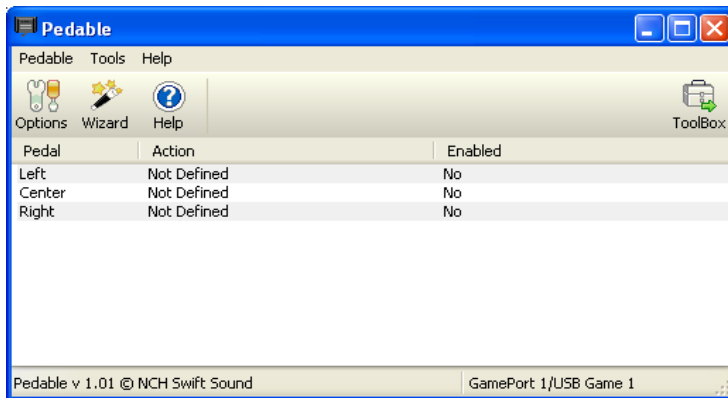 Pedable
Pedable Tools Help
Options Wizard Help ToolBox
Pedal Action Enabled
Left Not Defined No
Center Not Defined No
Right Not Defined No
Pedable v 1.01 © NCH Swift Sound GamePort 1/USB Game 1